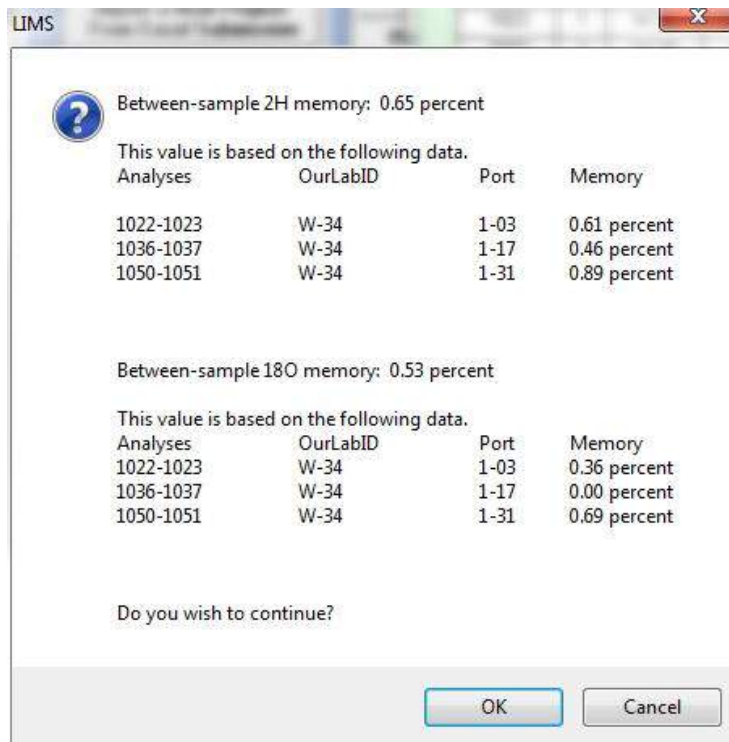 LIMS
Between-sample 2H memory: 0.65 percent
This value is based on the following data.
Analyses OurLabID Port Memory
1022-1023 W-34 1-03 0.61 percent
1036-1037 W-34 1-17 0.46 percent
1050-1051 W-34 1-31 0.89 percent
Between-sample 18O memory: 0.53 percent
This value is based on the following data.
Analyses OurLabID Port Memory
1022-1023 W-34 1-03 0.36 percent
1036-1037 W-34 1-17 0.00 percent
1050-1051 W-34 1-31 0.69 percent
Do you wish to continue?
OK Cancel